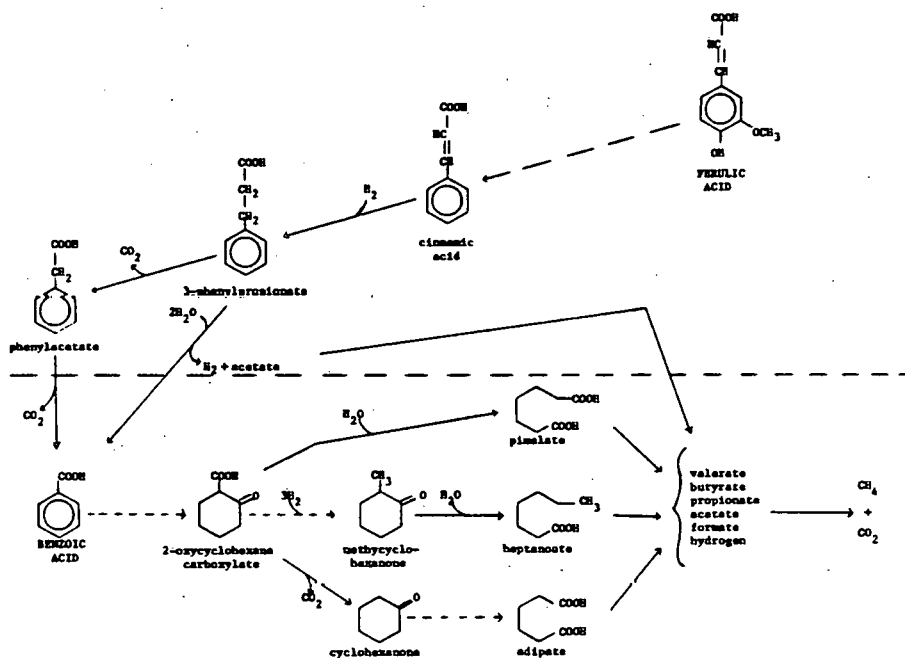 COOH
HC
CH
OCH3
OH
FERULIC
ACID
COOH
HC
CH
cinnamic
acid
H2
COOH
CH2
CH2
3-phenylpropionate
CO2
COOH
CH2
phenylacetate
2H2O
H2 + acetate
CO2
H2O
COOH
COOH
pimelate
COOH
BENZOIC
ACID
COOH
O
2-oxycyclohexane
carboxylate
3H2
CH3
O
methycyclo-
hexanone
H2O
CH3
COOH
heptanoate
CO2
O
cyclohexanone
COOH
COOH
adipate
valerate
butyrate
propionate
acetate
formate
hydrogen
CH4
+
CO2